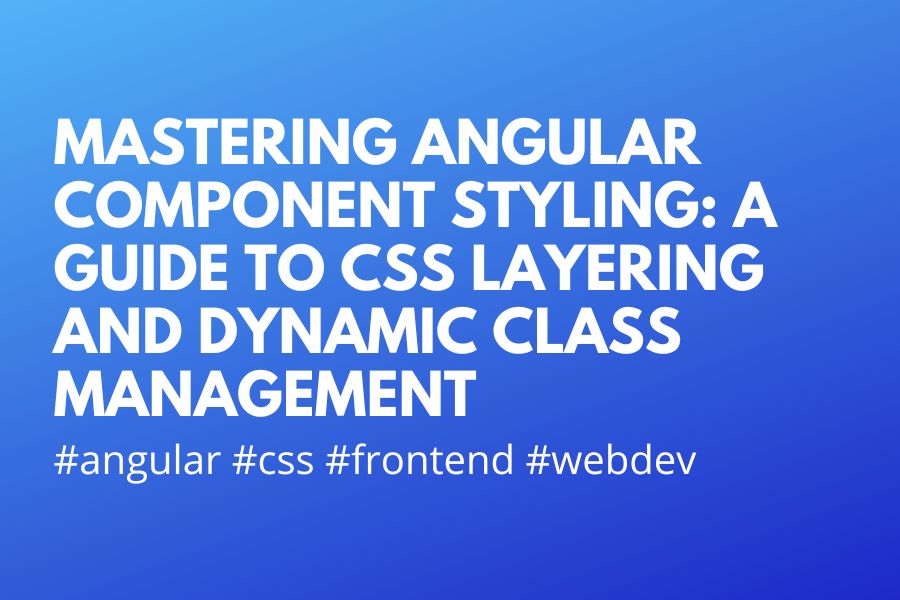 MASTERING ANGULAR
COMPONENT STYLING: A
GUIDE TO CSS LAYERING
AND DYNAMIC CLASS
MANAGEMENT
#angular #css #frontend #webdev